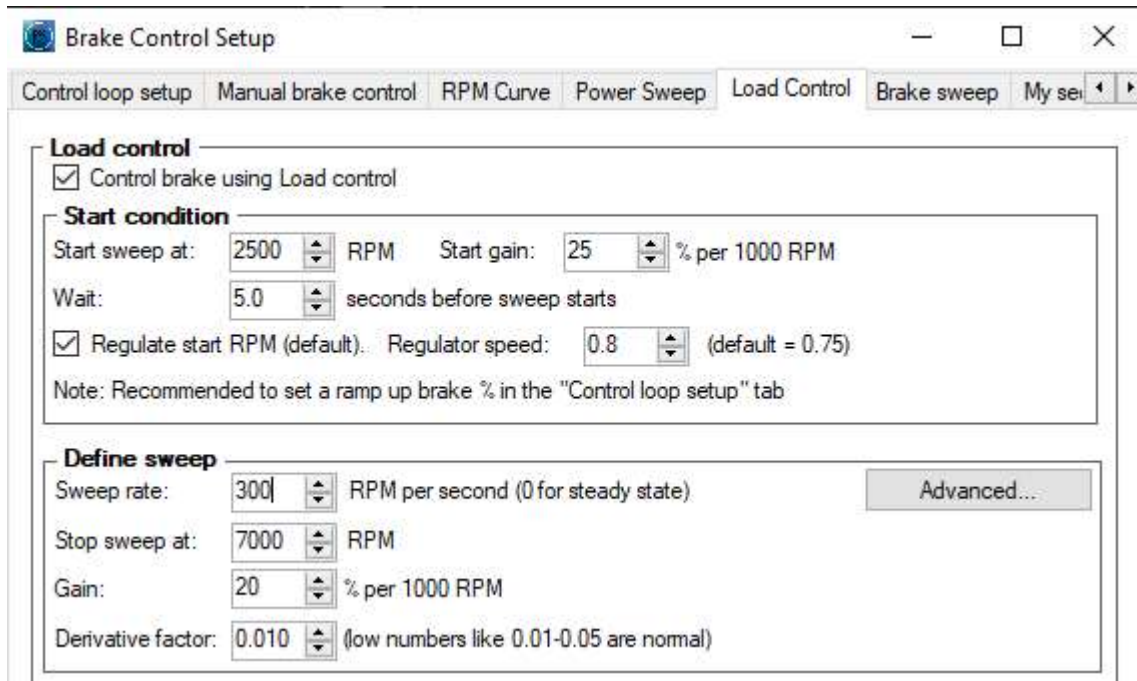 Brake Control Setup
Control loop setup Manual brake control RPM Curve Power Sweep Load Control Brake sweep My
Load control
Control brake using Load control
Start condition
Start sweep at: 2500 RPM Start gain: 25 % per 1000 RPM
Wait: 5.0 seconds before sweep starts
Regulate start RPM (default). Regulator speed: 0.8 (default = 0.75)
Note: Recommended to set a ramp up brake % in the "Control loop setup" tab
Define sweep
Sweep rate: 300 RPM per second (0 for steady state) Advanced...
Stop sweep at: 7000 RPM
Gain: 20 % per 1000 RPM
Derivative factor: 0.010 (low numbers like 0.01-0.05 are normal)